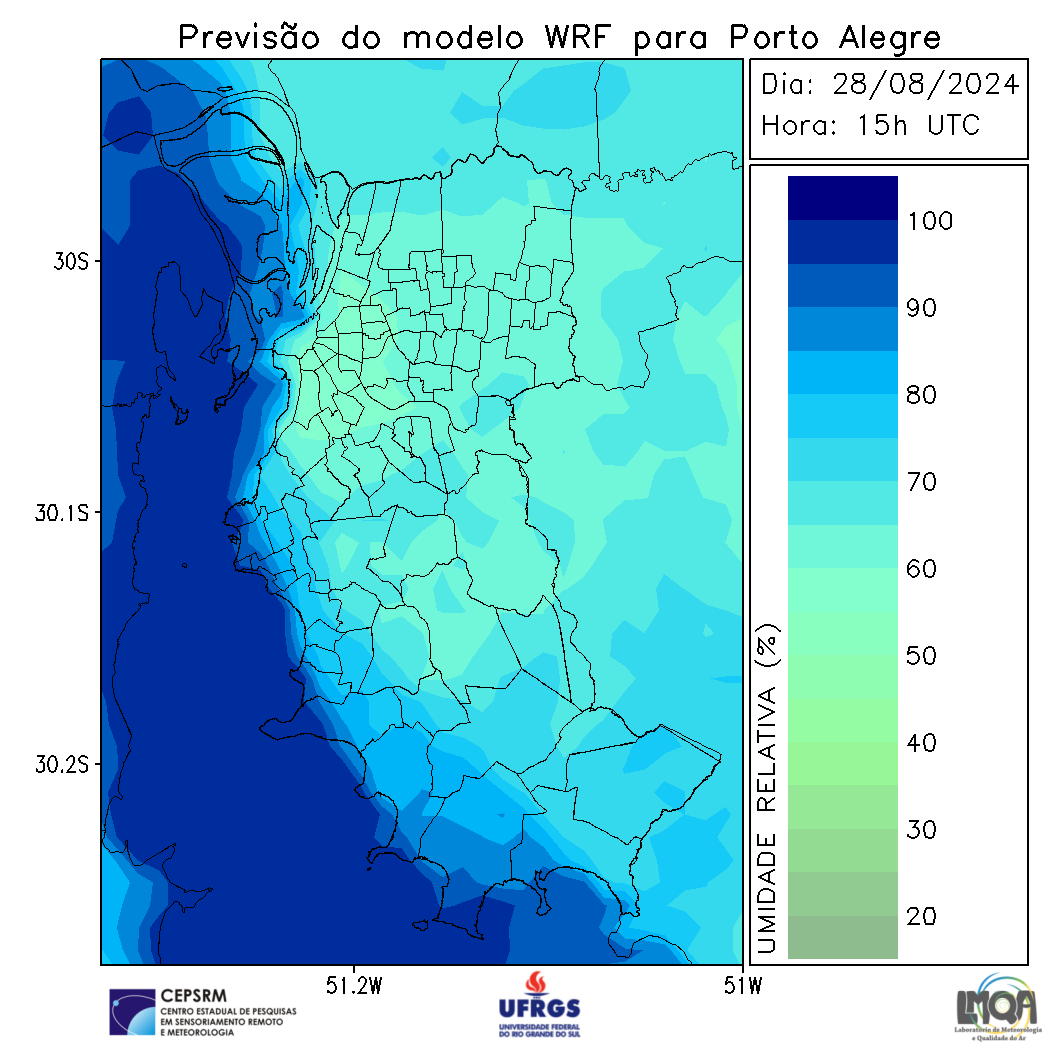 Previsão do modelo WRF para Porto Alegre
Dia: 28/08/2024
Hora: 15h UTC
30S
30.1S
30.2S
51.2W
51W
UMIDADE RELATIVA (%)
100
90
80
70
60
50
40
30
20
CEPSRM
CENTRO ESTADUAL DE PESQUISAS
EM SENSORIAMENTO REMOTO
E METEOROLOGIA
UFRGS
UNIVERSIDADE FEDERAL
DO RIO GRANDE DO SUL
LMQA
Laboratório de Meteorologia
e Qualidade do Ar